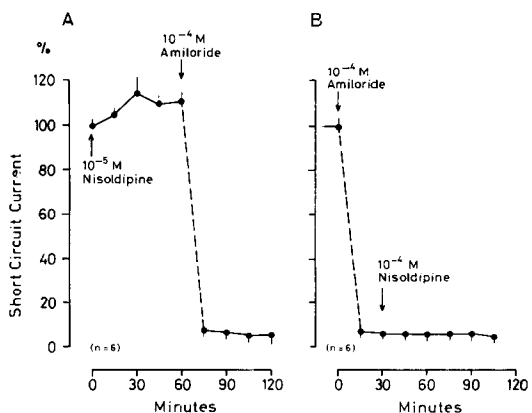 A
%
10⁻⁴ M
Amiloride
120
100
80
60
40
20
0
Short Circuit Current
10⁻⁵ M
Nisoldipine
(n=6)
0 30 60 90 120
Minutes
B
10⁻⁴ M
Amiloride
10⁻⁴ M
Nisoldipine
(n=6)
0 30 60 90 120
Minutes